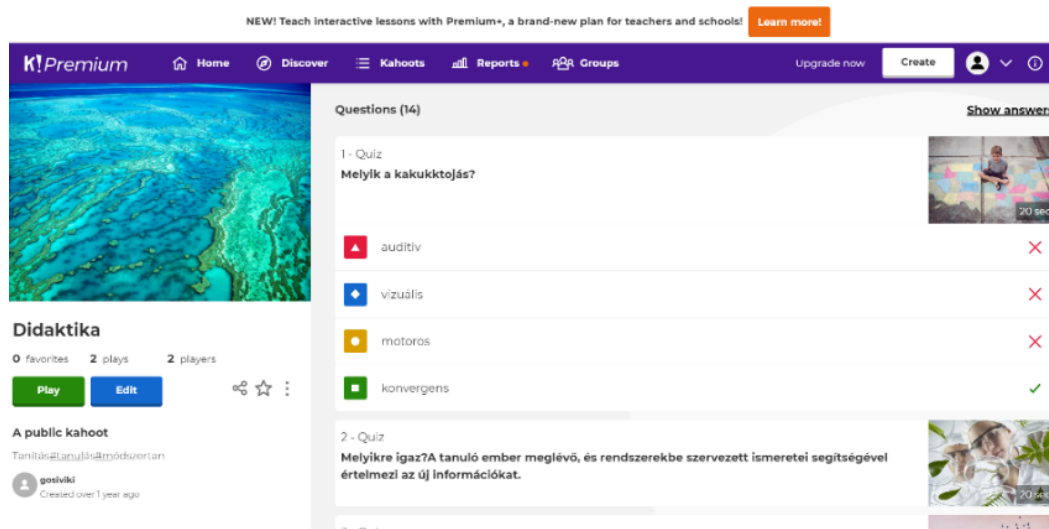 NEW! Teach interactive lessons with Premium+, a brand-new plan for teachers and schools! Learn more!
K! Premium Home Discover Kahoots Reports Groups Upgrade now Create
Questions (14) Show answers
1 - Quiz
Melyik a kakukktojás?
20 sec
auditív
vizuális
motoros
konvergens
Didaktika
0 favorites 2 plays 2 players
Play Edit
A public kahoot
Tanítás#tanulás#módszertan
gosiviki
Created over 1 year ago
2 - Quiz
Melyikre igaz?A tanuló ember meglévő, és rendszerekbe szervezett ismeretei segítségével
értelmezi az új információkat.
20 sec